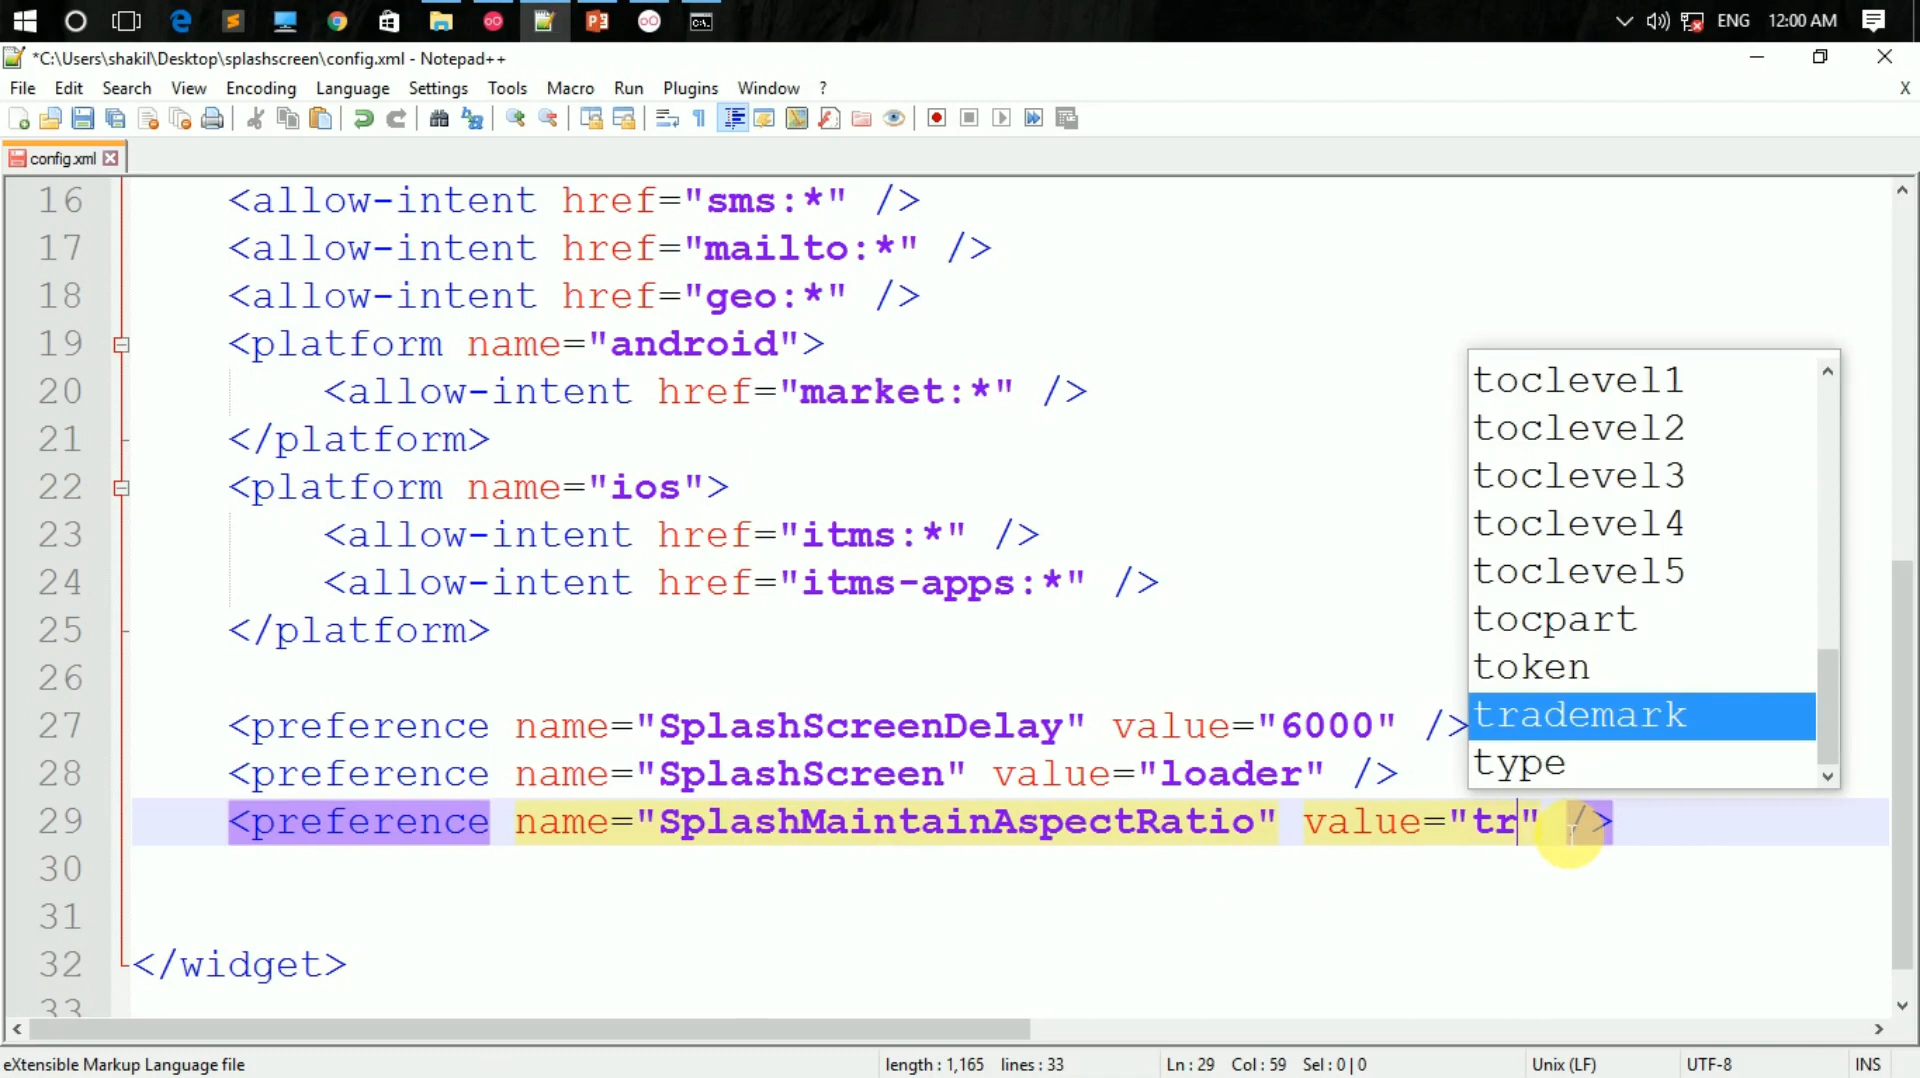 ENG 12:00 AM
*C:\Users\shakil\Desktop\splashscreen\config.xml - Notepad++
File Edit Search View Encoding Language Settings Tools Macro Run Plugins Window ? X
config.xml
16 <allow-intent href="sms:*" />
17 <allow-intent href="mailto:*" />
18 <allow-intent href="geo:*" />
19 <platform name="android">
20 <allow-intent href="market:*" />
21 </platform>
22 <platform name="ios">
23 <allow-intent href="itms:*" />
24 <allow-intent href="itms-apps:*" />
25 </platform>
26
27 <preference name="SplashScreenDelay" value="6000" />
28 <preference name="SplashScreen" value="loader" />
29 <preference name="SplashMaintainAspectRatio" value="tr" />
30
31
32 </widget>
33
toclevel1
toclevel2
toclevel3
toclevel4
toclevel5
tocpart
token
trademark
type
eXtensible Markup Language file length : 1,165 lines : 33 Ln : 29 Col : 59 Sel : 0 | 0 Unix (LF) UTF-8 INS